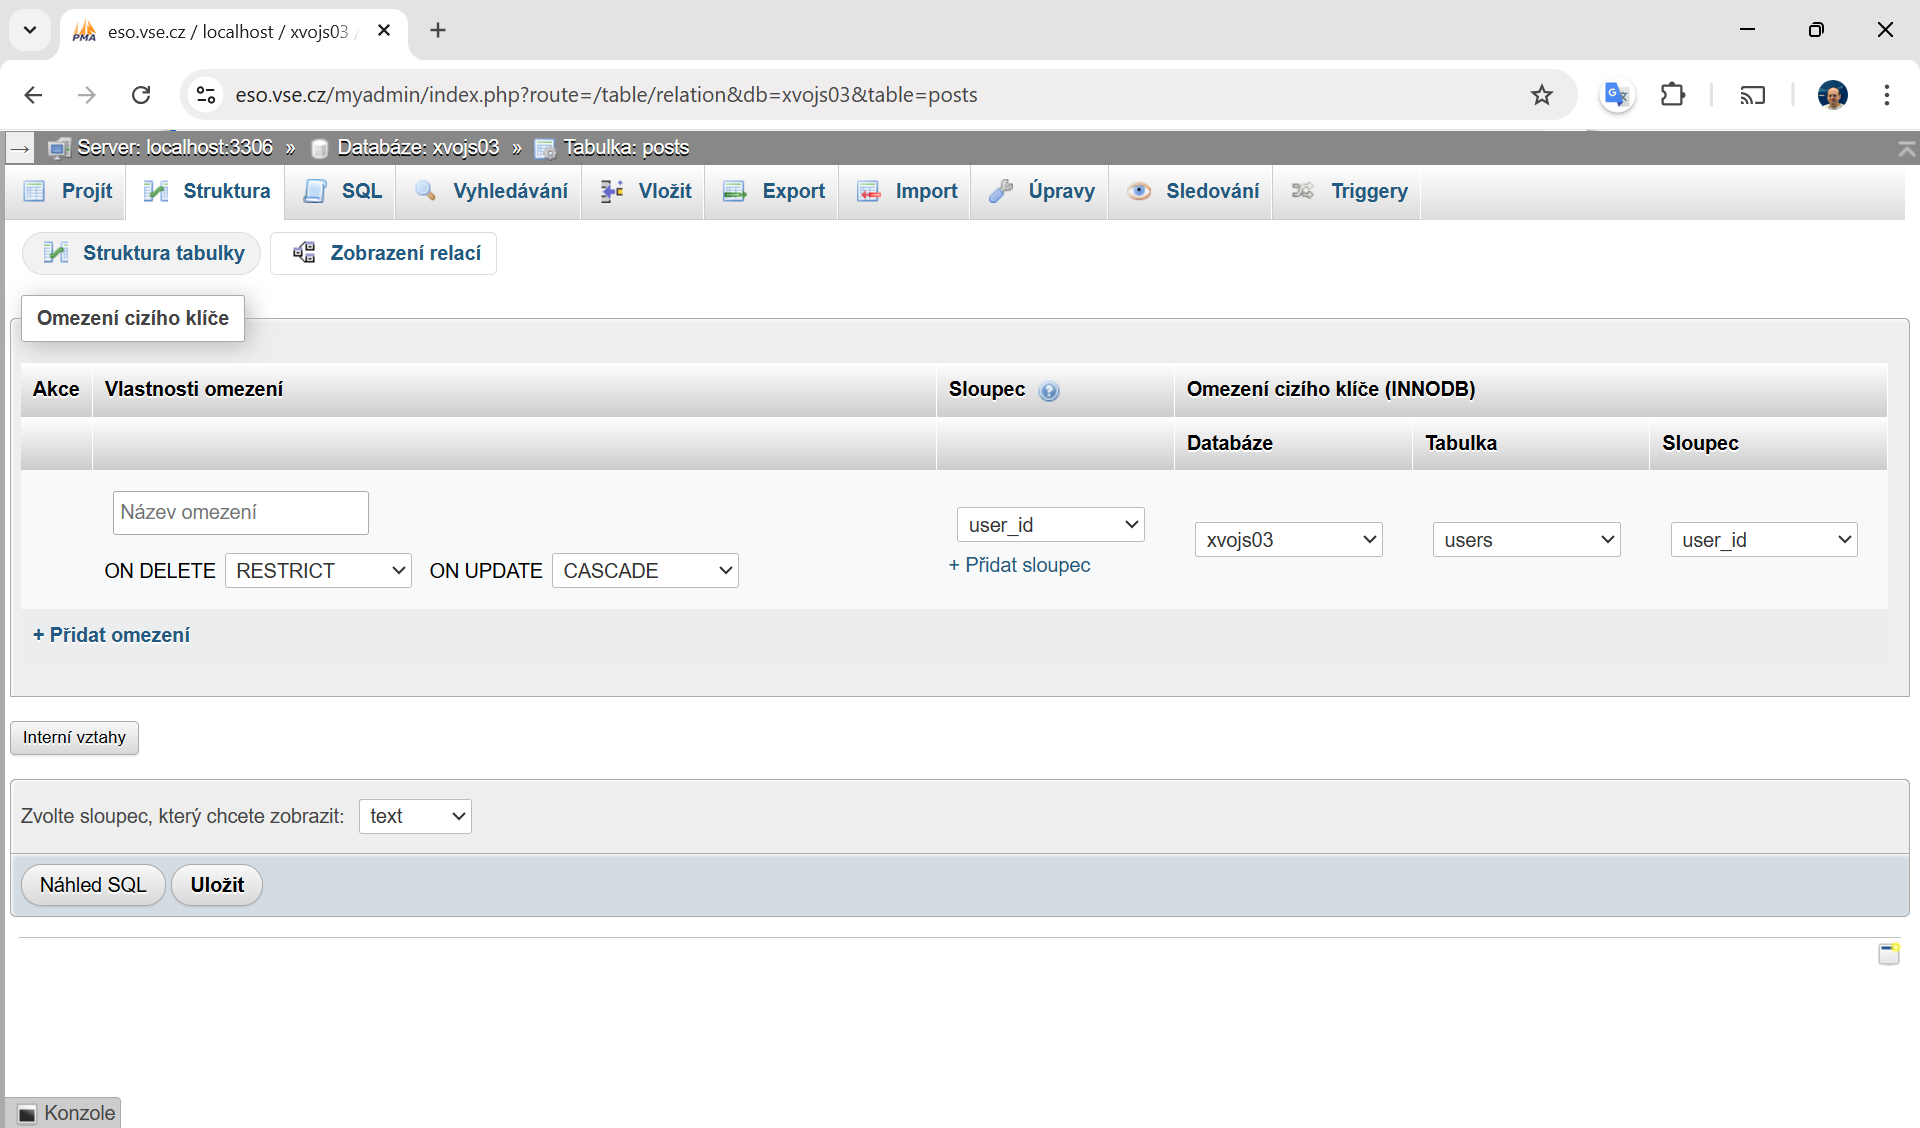 eso.vse.cz / localhost / xvojs03 /
eso.vse.cz/myadmin/index.php?route=/table/relation&db=xvojs03&table=posts
Server: localhost:3306 » Databáze: xvojs03 » Tabulka: posts
Projít Struktura SQL Vyhledávání Vložit Export Import Úpravy Sledování Triggery
Struktura tabulky Zobrazení relací
Omezení cizího klíče
Akce Vlastnosti omezení Sloupec Omezení cizího klíče (INNODB)
Databáze Tabulka Sloupec
Název omezení
user_id
xvojs03 users user_id
+ Přidat sloupec
ON DELETE RESTRICT ON UPDATE CASCADE
+ Přidat omezení
Interní vztahy
Zvolte sloupec, který chcete zobrazit: text
Náhled SQL Uložit
Konzole